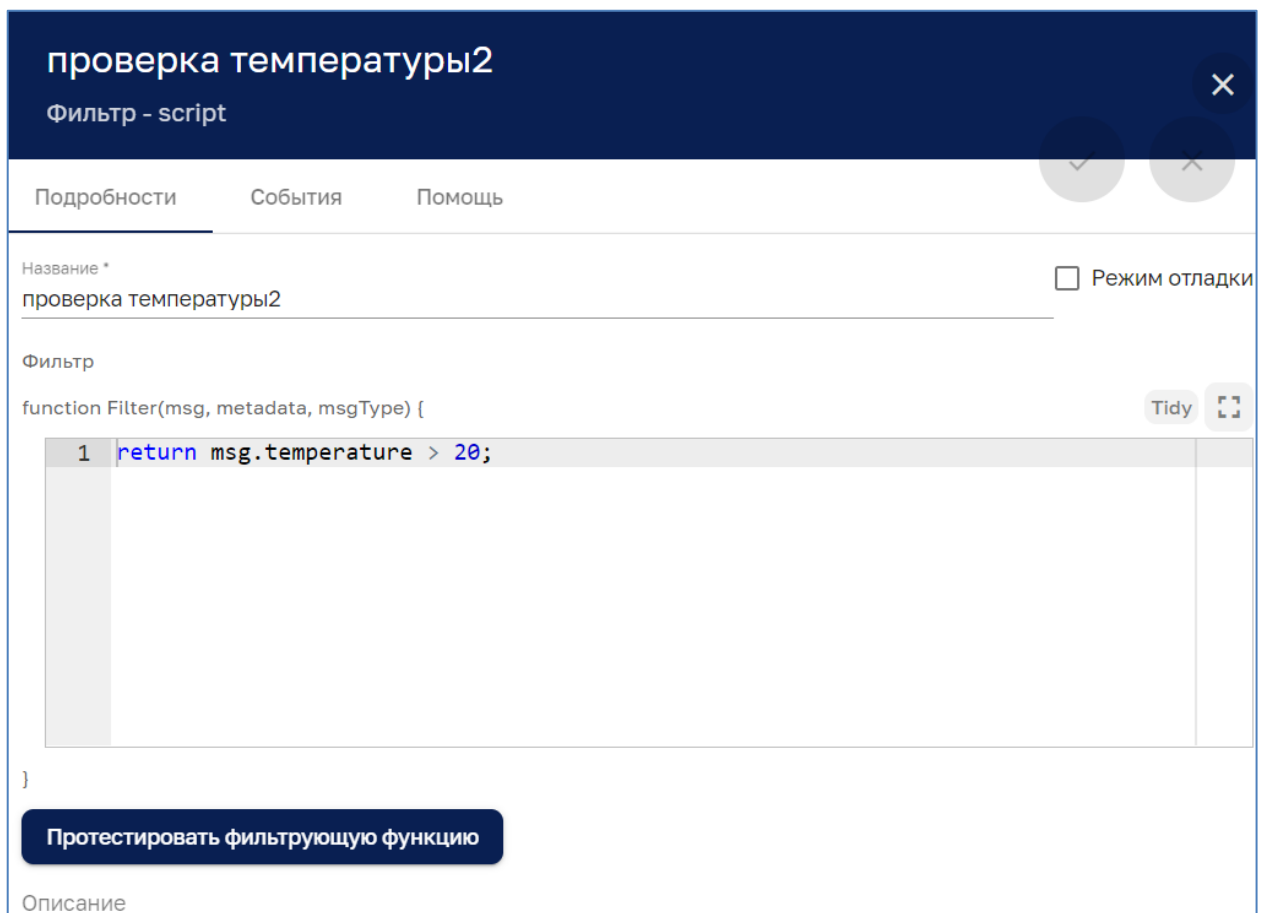 проверка температуры2
Фильтр - script
Подробности События Помощь
Название *
проверка температуры2
Режим отладки
Фильтр
function Filter(msg, metadata, msgType) {
Tidy
1 return msg.temperature > 20;
}
Протестировать фильтрующую функцию
Описание